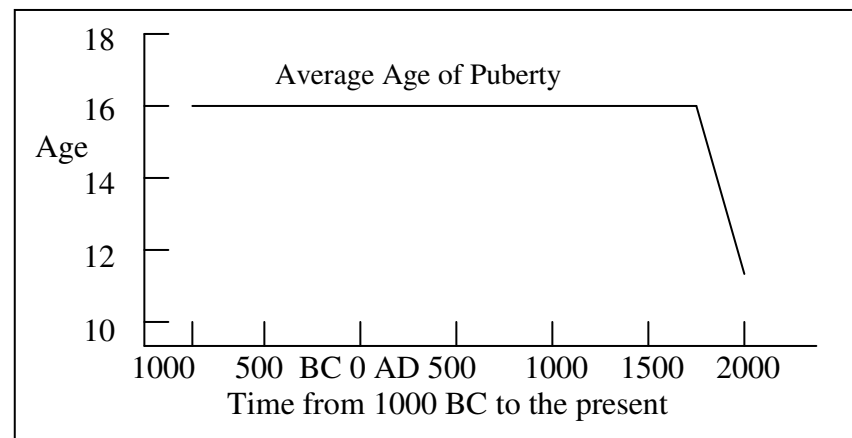 18
Average Age of Puberty
16
Age
14
12
10
1000 500 BC 0 AD 500 1000 1500 2000
Time from 1000 BC to the present